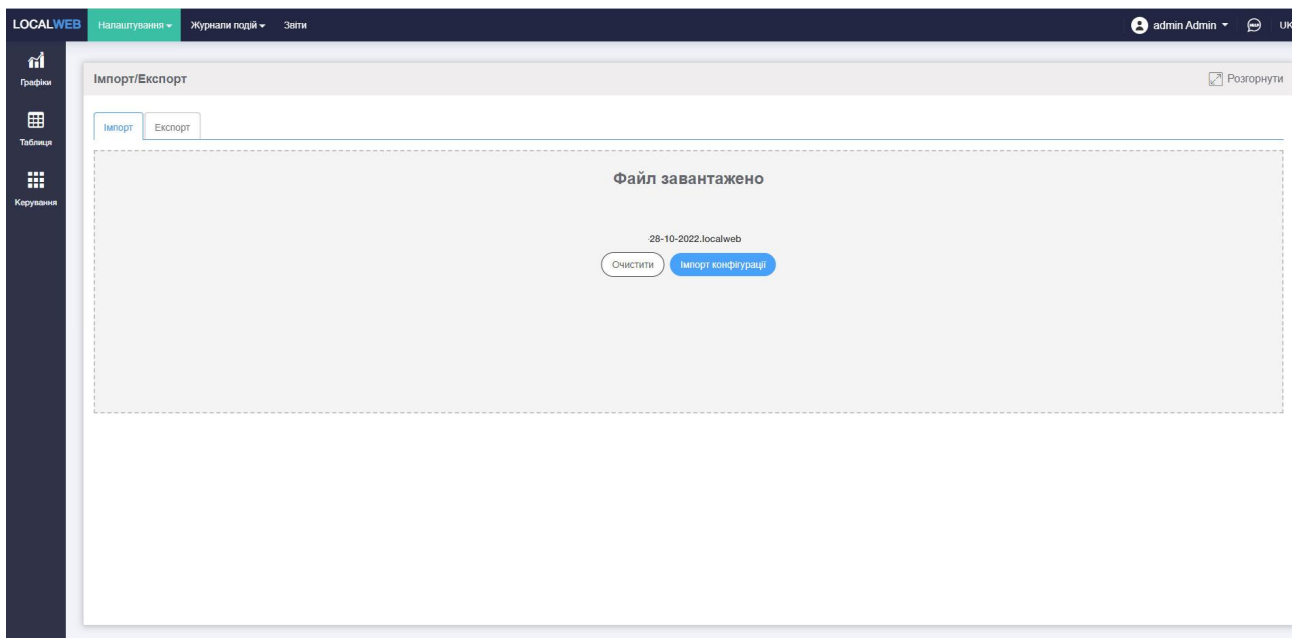 LOCALWEB Налаштування Журнали подій Звіти admin Admin UK
Графіки
Таблиця
Керування
Імпорт/Експорт Розгорнути
Імпорт Експорт
Файл завантажено
-28-10-2022.localweb
Очистити Імпорт конфігурації